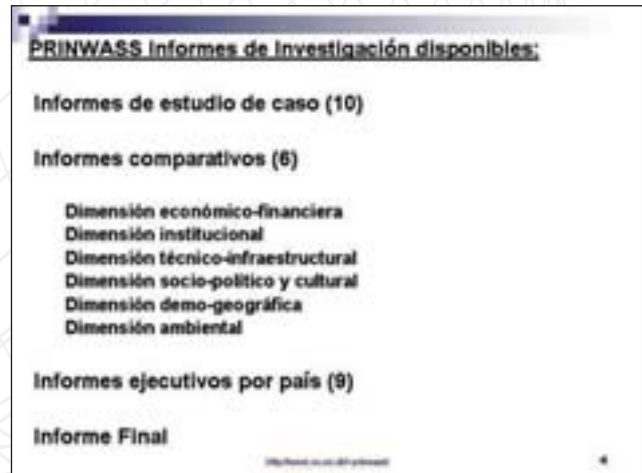 PRINWASS Informes de Investigación disponibles:
Informes de estudio de caso (10)
Informes comparativos (6)
Dimensión económico-financiera
Dimensión institucional
Dimensión técnico-infraestructural
Dimensión socio-político y cultural
Dimensión demo-geográfica
Dimensión ambiental
Informes ejecutivos por país (9)
Informe Final
4